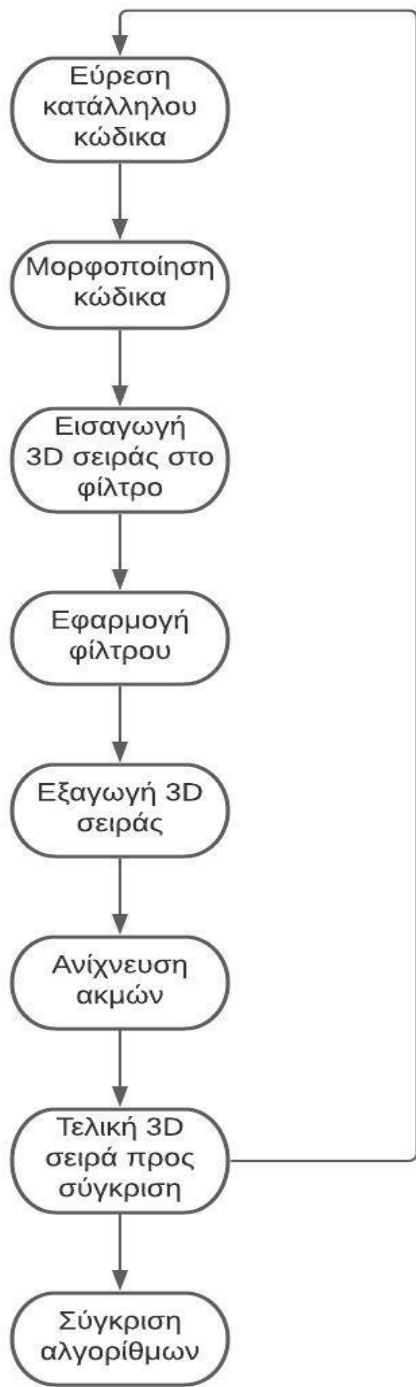 Εύρεση
κατάλληλου
κώδικα
Μορφοποίηση
κώδικα
Εισαγωγή
3D σειράς στο
φίλτρο
Εφαρμογή
φίλτρου
Εξαγωγή 3D
σειράς
Ανίχνευση
ακμών
Τελική 3D
σειρά προς
σύγκριση
Σύγκριση
αλγορίθμων